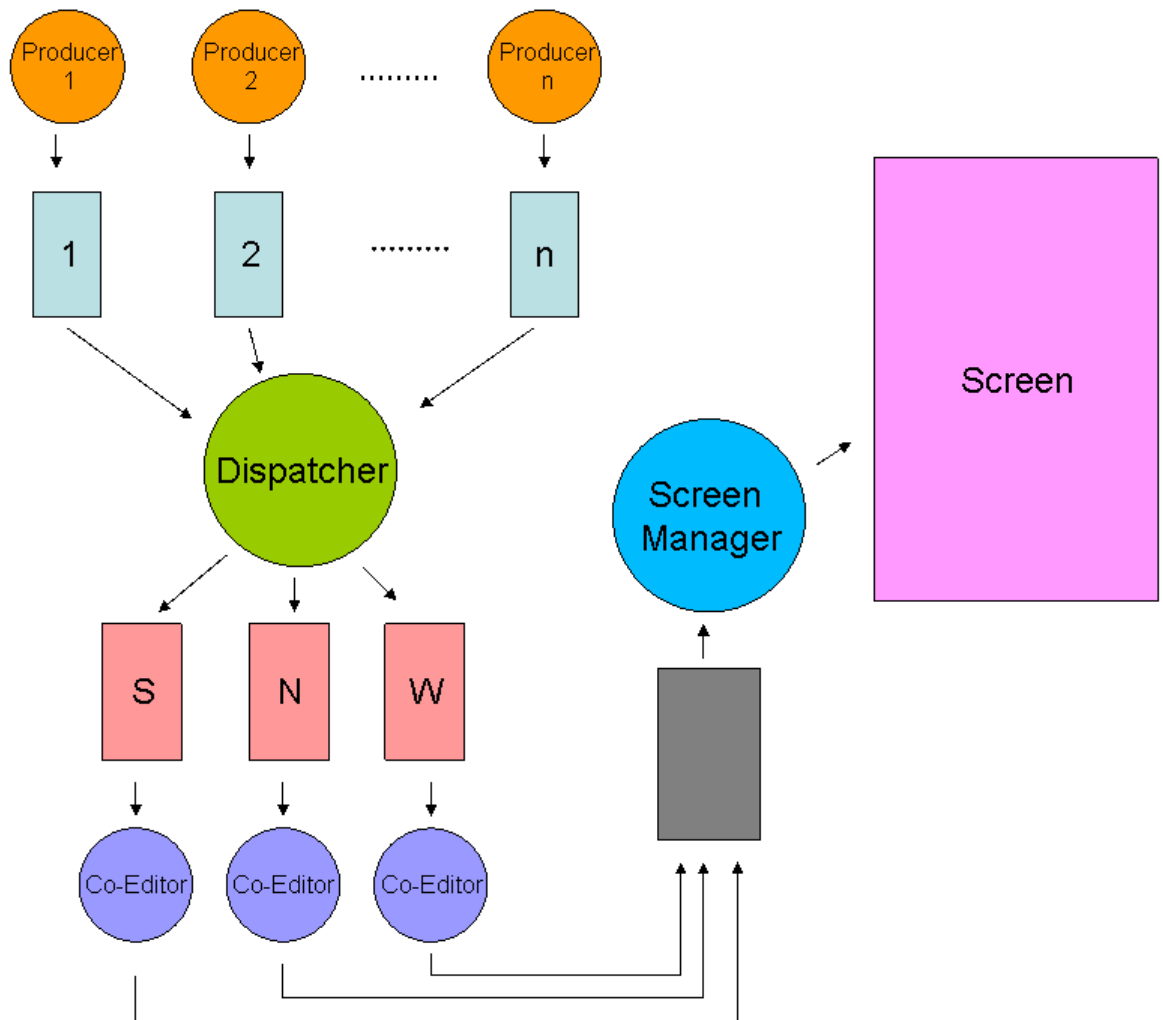 Producer
1
Producer
2
.........
Producer
n
1
2
.........
n
Dispatcher
Screen
Manager
Screen
S
N
W
Co-Editor
Co-Editor
Co-Editor